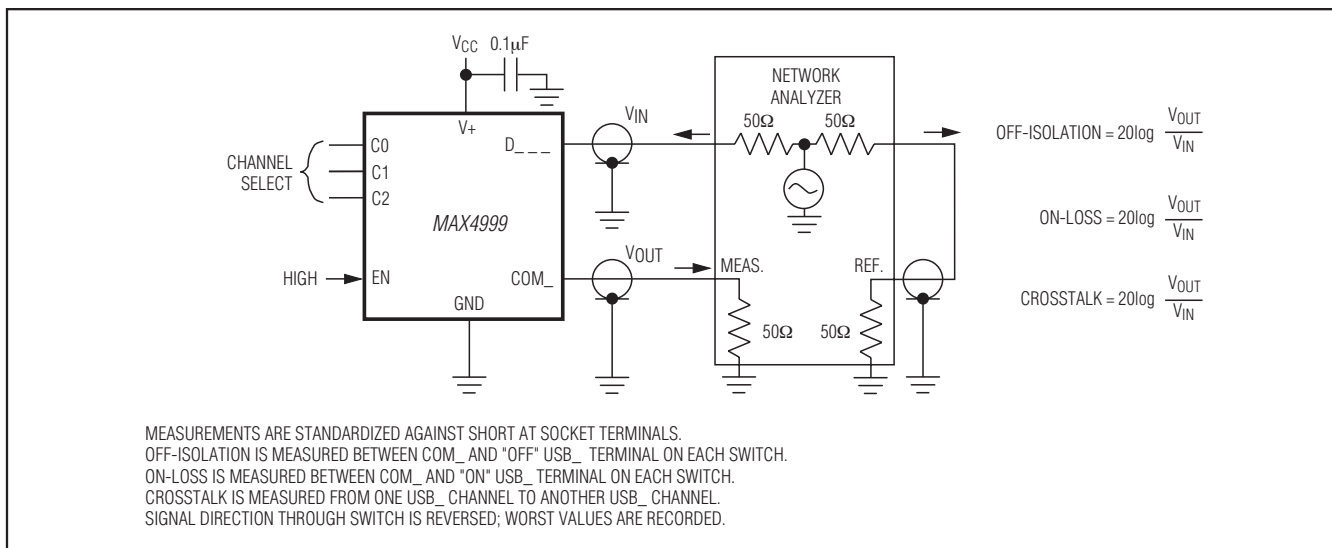 VCC 0.1µF
NETWORK
ANALYZER
50Ω 50Ω
VIN
V+
D_ _ _
C0
C1
C2
CHANNEL
SELECT
MAX4999
HIGH
EN
COM_
GND
VOUT
MEAS.
REF.
50Ω 50Ω
OFF-ISOLATION = 20log VOUT
VIN
ON-LOSS = 20log VOUT
VIN
CROSSTALK = 20log VOUT
VIN
MEASUREMENTS ARE STANDARDIZED AGAINST SHORT AT SOCKET TERMINALS.
OFF-ISOLATION IS MEASURED BETWEEN COM_ AND "OFF" USB_ TERMINAL ON EACH SWITCH.
ON-LOSS IS MEASURED BETWEEN COM_ AND "ON" USB_ TERMINAL ON EACH SWITCH.
CROSSTALK IS MEASURED FROM ONE USB_ CHANNEL TO ANOTHER USB_ CHANNEL.
SIGNAL DIRECTION THROUGH SWITCH IS REVERSED; WORST VALUES ARE RECORDED.